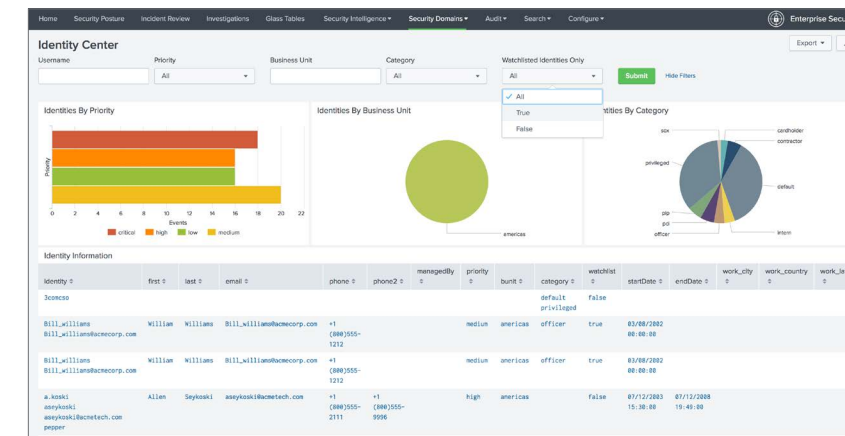 Home Security Posture Incident Review Investigations Glass Tables Security Intelligence Security Domains Audit Search Configure Enterprise Secu
Identity Center
Export
Username Priority Business Unit Category Watchlisted Identities Only
All All All Submit Hide Filters
All
True
False
Identities By Priority Identities By Business Unit ntities By Category
Priority
0 2 4 6 8 10 12 14 16 18 20 22
Events
critical high low medium
americas
sox
privileged
pip
pci
officer
cardholder
contractor
default
intern
Identity Information
identity first last email phone phone2 managedBy priority bunit category watchlist startDate endDate work_city work_country work_la
3comcso default false
privileged
Bill_williams William Williams Bill_williams@acmecorp.com +1 medium americas officer true 03/08/2002
Bill_williams@acmecorp.com (800)555- 00:00:00
1212
Bill_williams William Williams Bill_williams@acmecorp.com +1 medium americas officer true 03/08/2002
Bill_williams@acmecorp.com (800)555- 00:00:00
1212
a.koski Allen Seykoski aseykoski@acmetech.com +1 +1 high americas false 07/12/2003 07/12/2008
aseykoski (800)555- (800)555- 15:30:00 19:49:00
aseykoski@acmetech.com 2111 9996
pepper